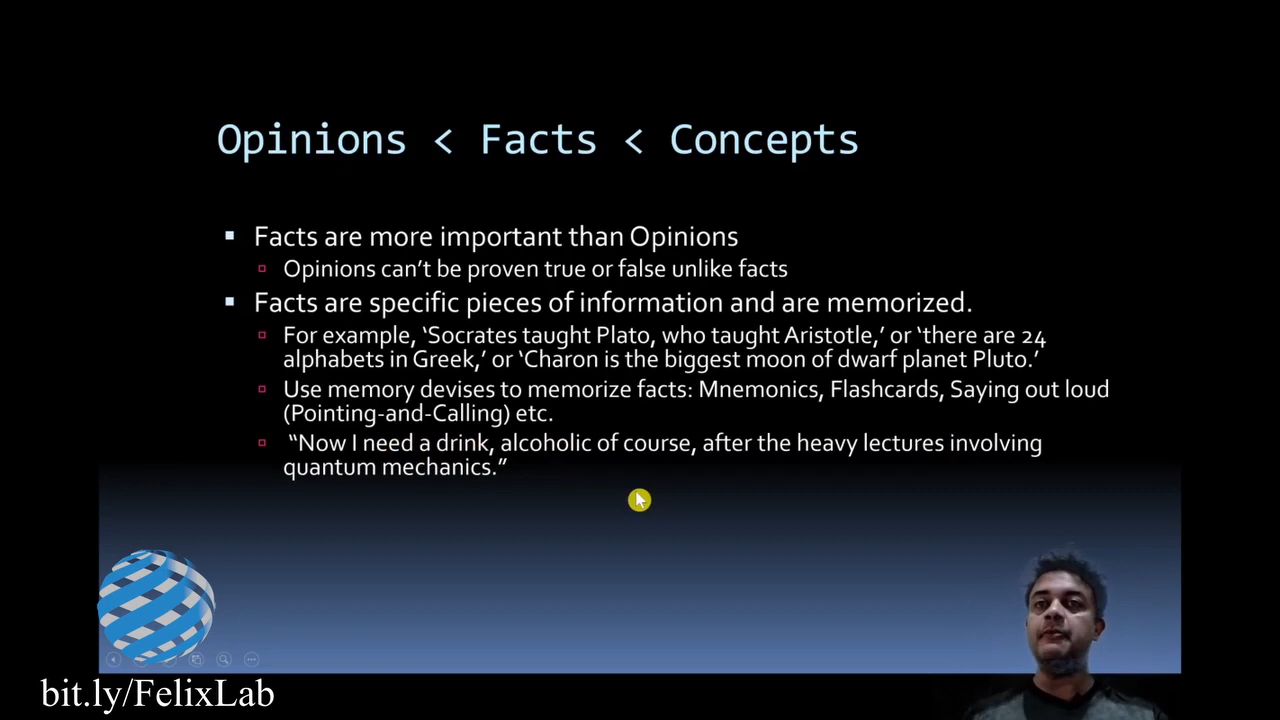 Opinions < Facts < Concepts
Facts are more important than Opinions
Opinions can't be proven true or false unlike facts
Facts are specific pieces of information and are memorized.
For example, ‘Socrates taught Plato, who taught Aristotle,’ or ‘there are 24
alphabets in Greek,’ or ‘Charon is the biggest moon of dwarf planet Pluto.’
Use memory devises to memorize facts: Mnemonics, Flashcards, Saying out loud
(Pointing-and-Calling) etc.
“Now I need a drink, alcoholic of course, after the heavy lectures involving
quantum mechanics.”
bit.ly/FelixLab